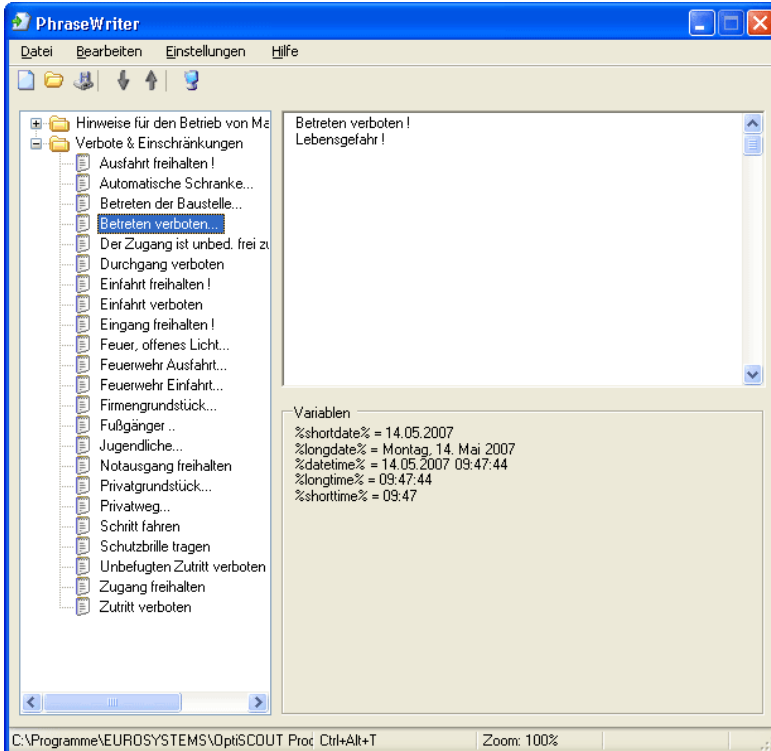 PhraseWriter
Datei Bearbeiten Einstellungen Hilfe
Hinweise für den Betrieb von Ma
Verbote & Einschränkungen
Ausfahrt freihalten !
Automatische Schranke...
Betreten der Baustelle...
Betreten verboten...
Der Zugang ist unbed. frei zu
Durchgang verboten
Einfahrt freihalten !
Einfahrt verboten
Eingang freihalten !
Feuer, offenes Licht...
Feuerwehr Ausfahrt...
Feuerwehr Einfahrt...
Firmengrundstück...
Fußgänger ..
Jugendliche...
Notausgang freihalten
Privatgrundstück...
Privatweg...
Schritt fahren
Schutzbrille tragen
Unbefugten Zutritt verboten
Zugang freihalten
Zutritt verboten
Betreten verboten !
Lebensgefahr !
Variablen
%shortdate% = 14.05.2007
%longdate% = Montag, 14. Mai 2007
%datetime% = 14.05.2007 09:47:44
%longtime% = 09:47:44
%shorttime% = 09:47
C:\Programme\EUROSYSTEMS\OptiSCOUT Proc Ctrl+Alt+T Zoom: 100%